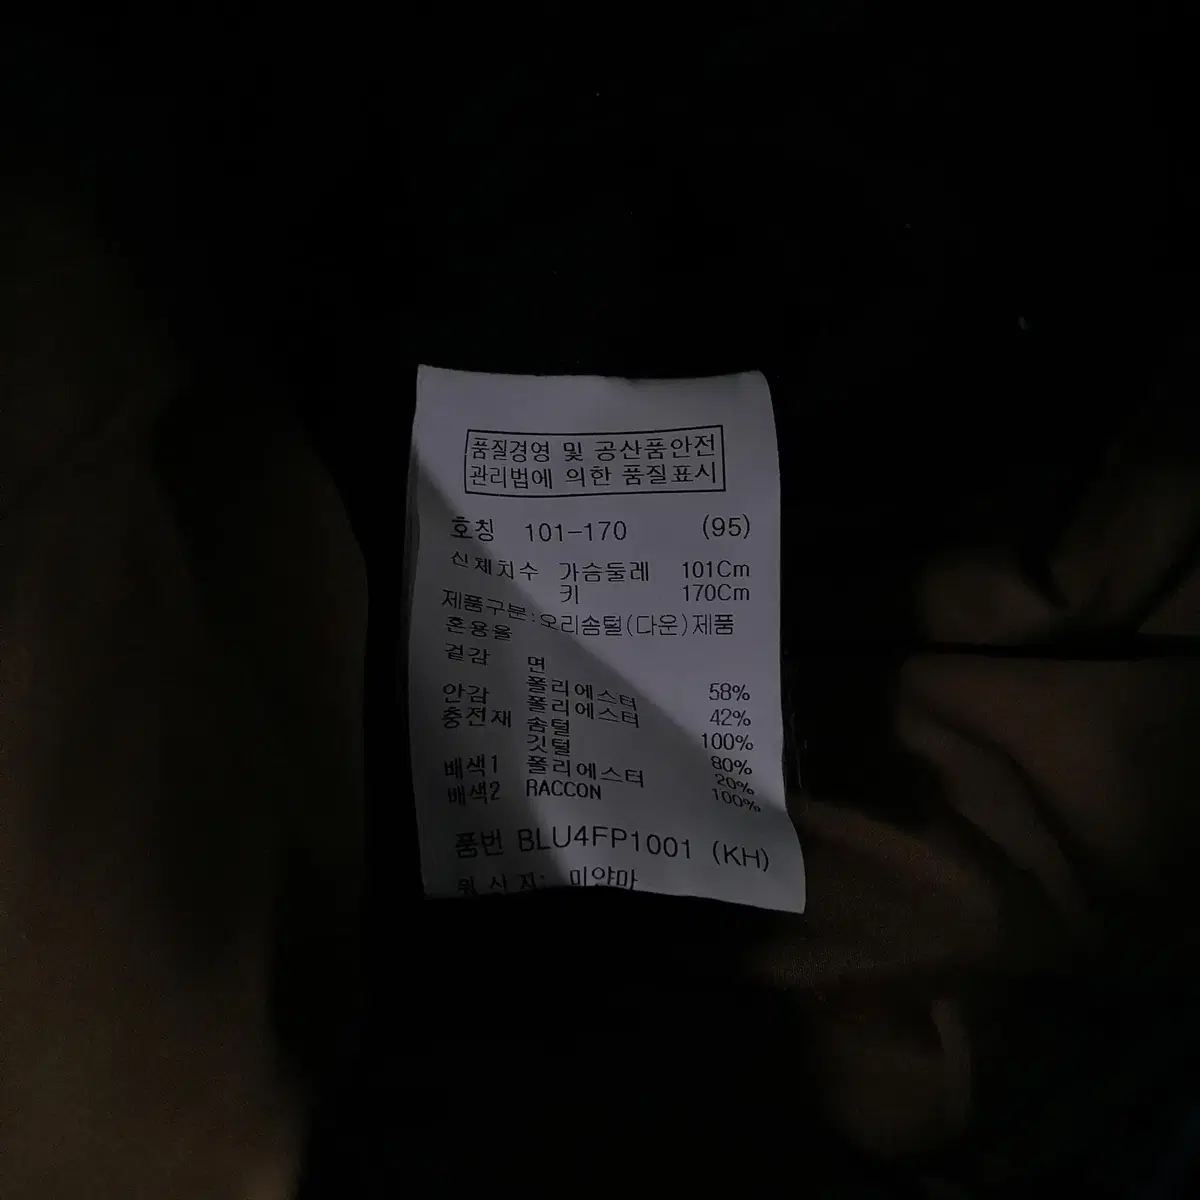 품질경영 및 공산품안전
관리법에 의한 품질표시
호칭 101-170 (95)
신체치수 가슴둘레 101Cm
키 170Cm
제품구분:오리솜털(다운)제품
혼용율
겉감 면 58%
폴리에스터 42%
안감 폴리에스터 100%
충전재 솜털 80%
깃털 20%
배색1 폴리에스터 100%
배색2 RACCON
품번 BLU4FP1001 (KH)
원산지: 미얀마